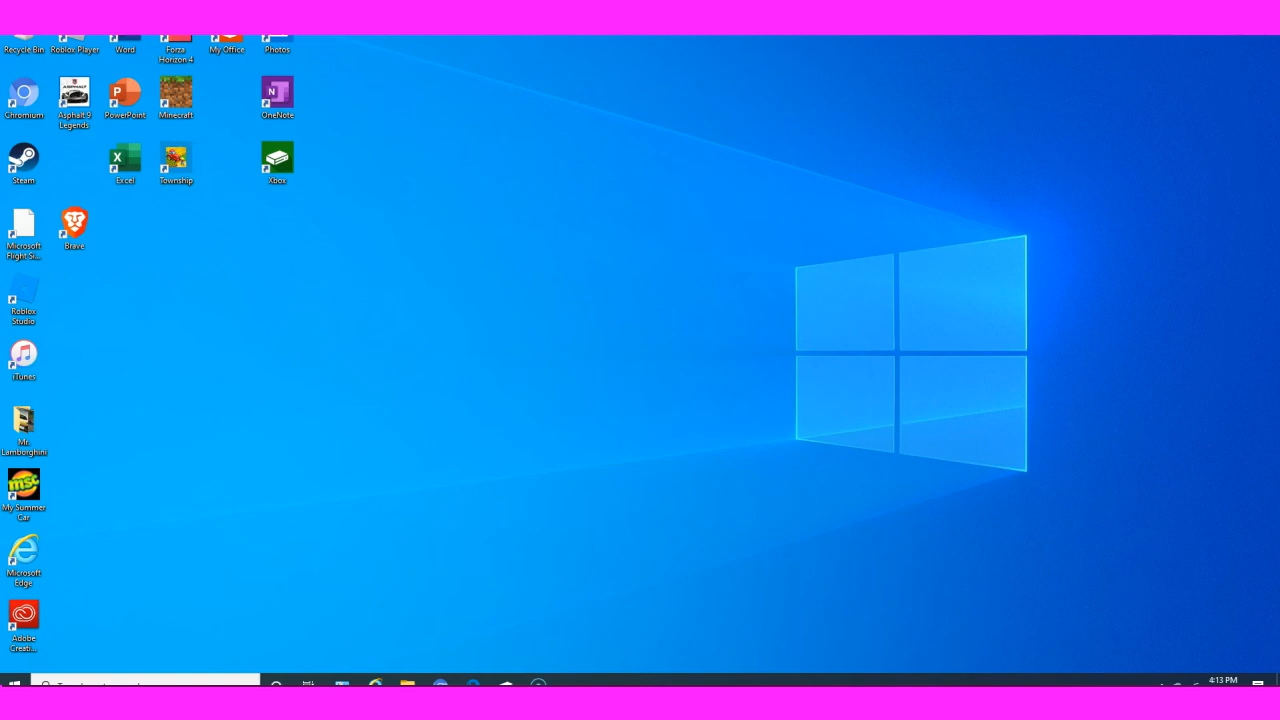 Recycle Bin
Roblox Player
Word
Forza
Horizon 4
My Office
Photos
Chromium
Asphalt 9
Legends
PowerPoint
Minecraft
OneNote
Steam
Excel
Township
Xbox
Microsoft
Flight Si...
Brave
Roblox
Studio
iTunes
Mr.
Lamborghini
msc
My Summer
Car
Microsoft
Edge
Adobe
Creati...
4:13 PM